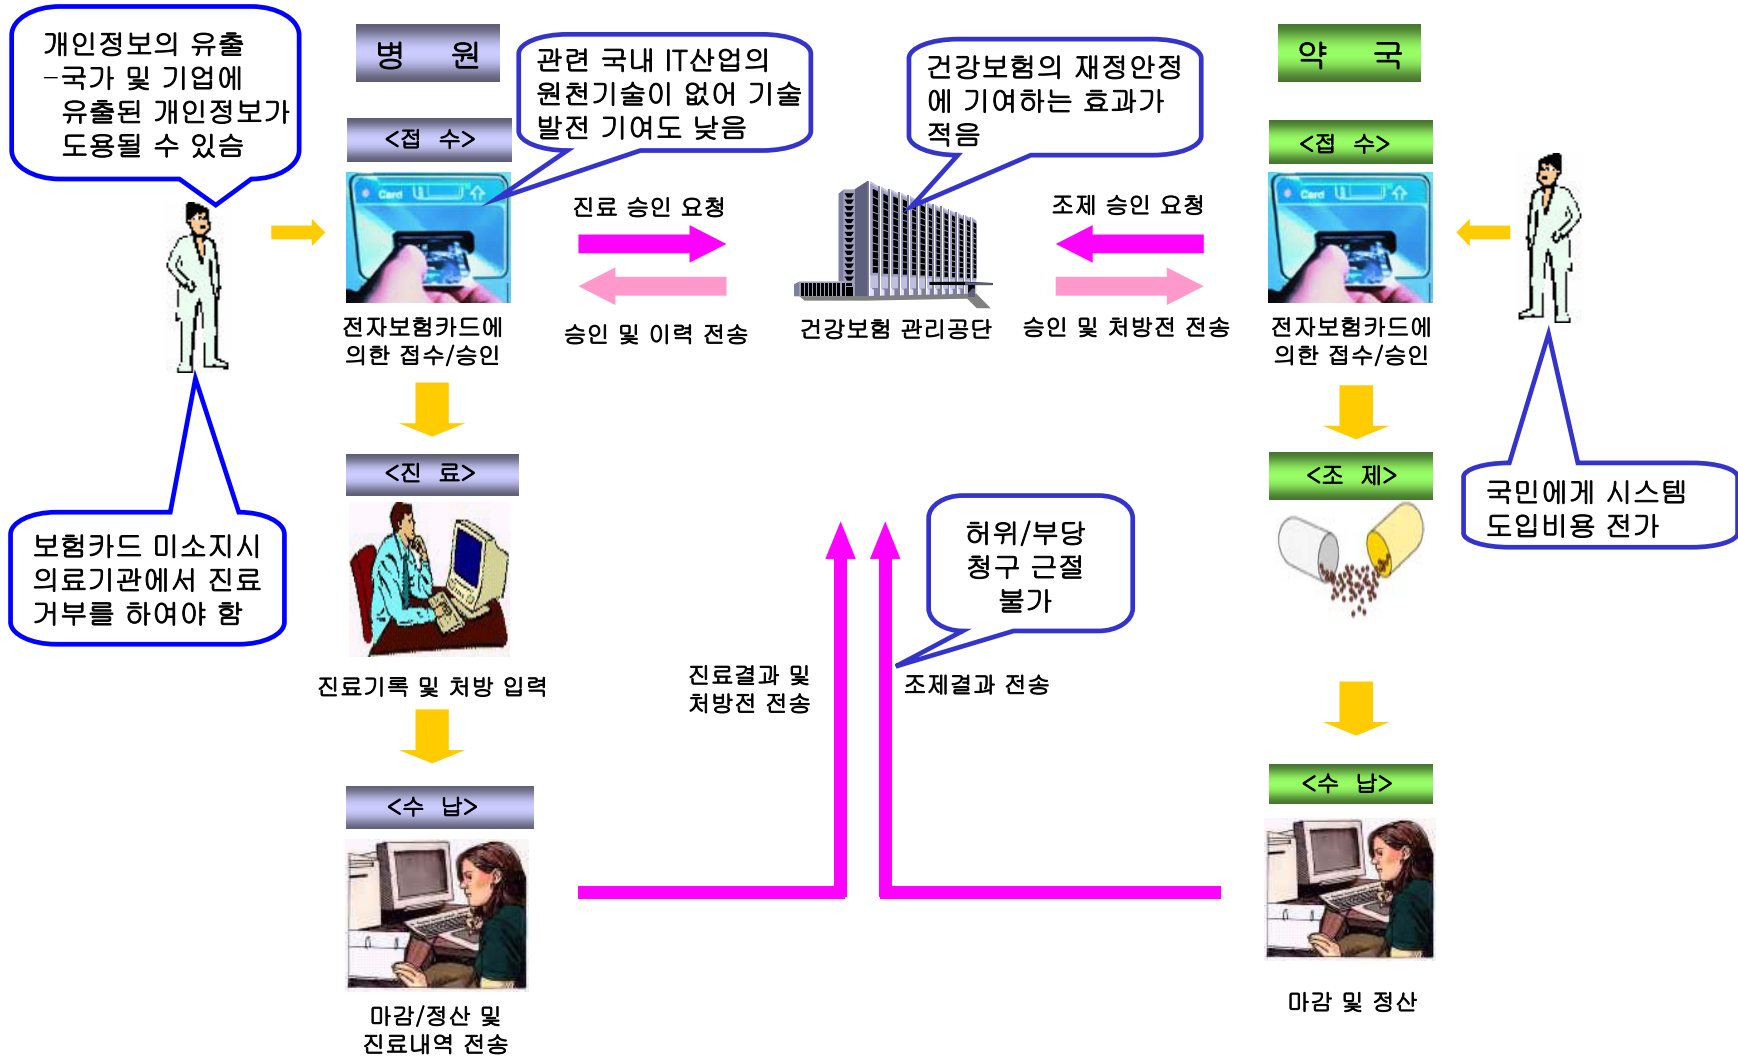 개인정보의 유출
-국가 및 기업에
유출된 개인정보가
도용될 수 있슴
병 원
관련 국내 IT산업의
원천기술이 없어 기술
발전 기여도 낮음
건강보험의 재정안정
에 기여하는 효과가
적음
약 국
<접 수>
<접 수>
Card
Card
진료 승인 요청
조제 승인 요청
전자보험카드에
의한 접수/승인
승인 및 이력 전송
건강보험 관리공단
승인 및 처방전 전송
전자보험카드에
의한 접수/승인
<진 료>
<조 제>
보험카드 미소지시
의료기관에서 진료
거부를 하여야 함
허위/부당
청구 근절
불가
국민에게 시스템
도입비용 전가
진료기록 및 처방 입력
진료결과 및
처방전 전송
조제결과 전송
<수 납>
<수 납>
마감/정산 및
진료내역 전송
마감 및 정산